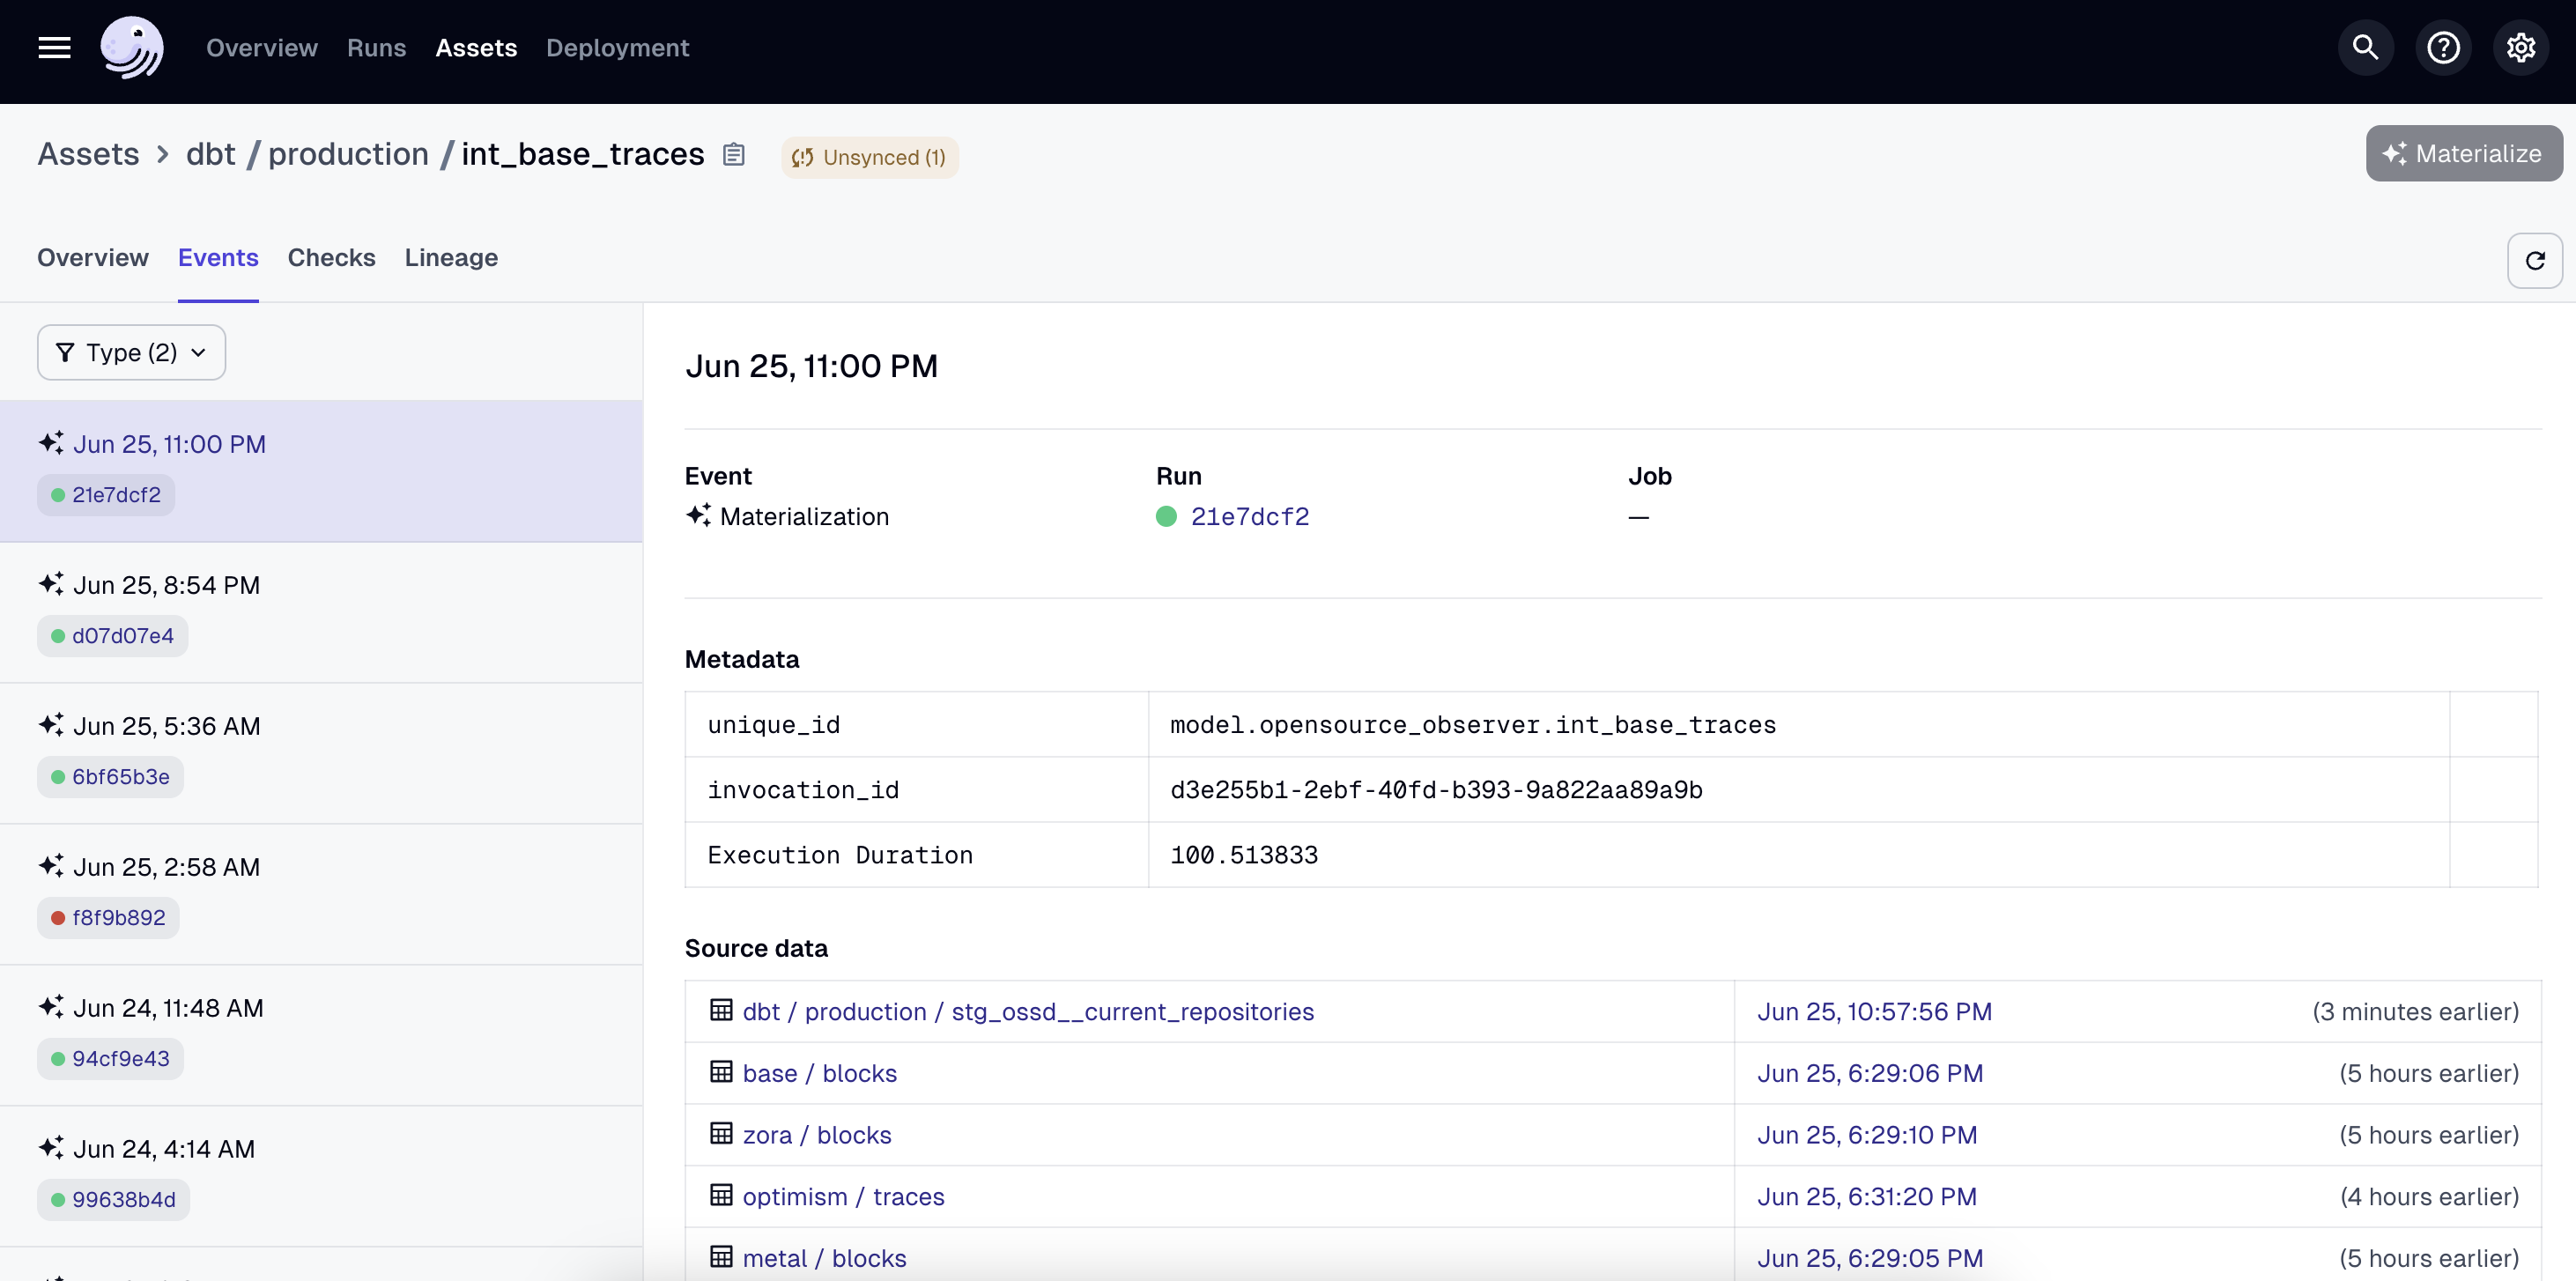 Overview Runs Assets Deployment
Assets > dbt / production / int_base_traces Unsynced (1) Materialize
Overview Events Checks Lineage
Type (2)
Jun 25, 11:00 PM
21e7dcf2
Jun 25, 8:54 PM
d07d07e4
Jun 25, 5:36 AM
6bf65b3e
Jun 25, 2:58 AM
f8f9b892
Jun 24, 11:48 AM
94cf9e43
Jun 24, 4:14 AM
99638b4d
Jun 25, 11:00 PM
Event Run Job
Materialization 21e7dcf2 —
Metadata
unique_id model.opensource_observer.int_base_traces
invocation_id d3e255b1-2ebf-40fd-b393-9a822aa89a9b
Execution Duration 100.513833
Source data
dbt / production / stg_ossd__current_repositories Jun 25, 10:57:56 PM (3 minutes earlier)
base / blocks Jun 25, 6:29:06 PM (5 hours earlier)
zora / blocks Jun 25, 6:29:10 PM (5 hours earlier)
optimism / traces Jun 25, 6:31:20 PM (4 hours earlier)
metal / blocks Jun 25, 6:29:05 PM (5 hours earlier)